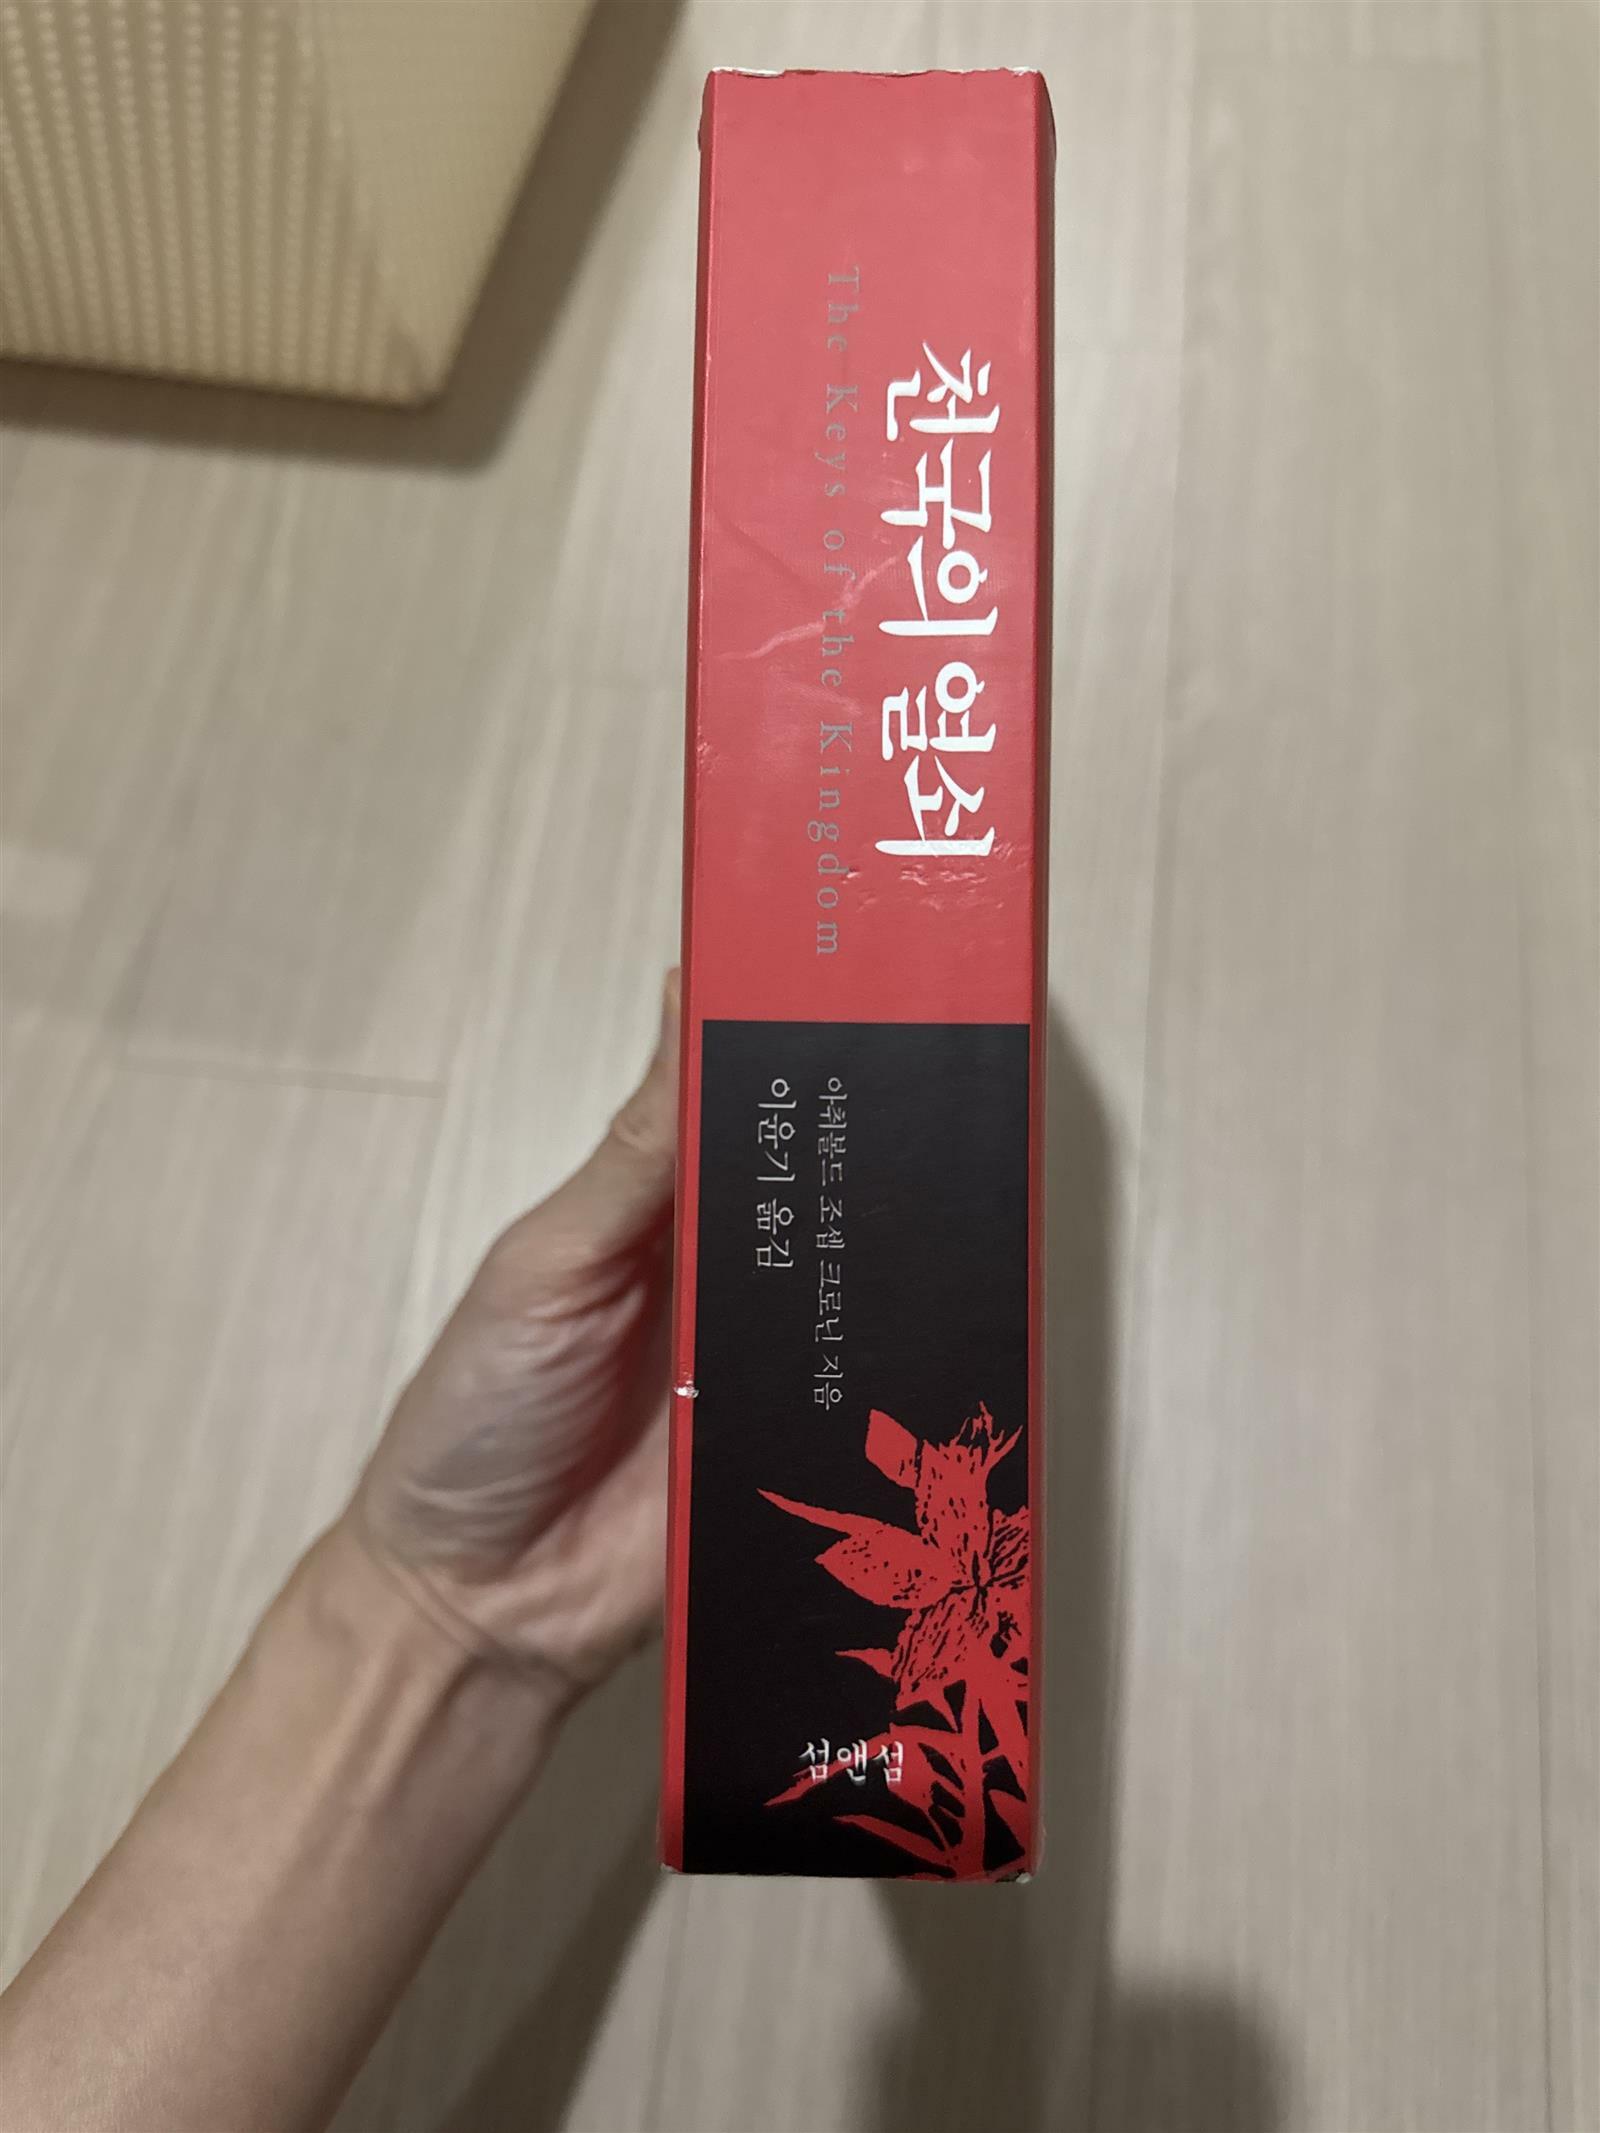 천국의 열쇠
The Keys of the Kingdom
아취볼드 조셉 크로닌 지음
이윤기 옮김
섬앤섬